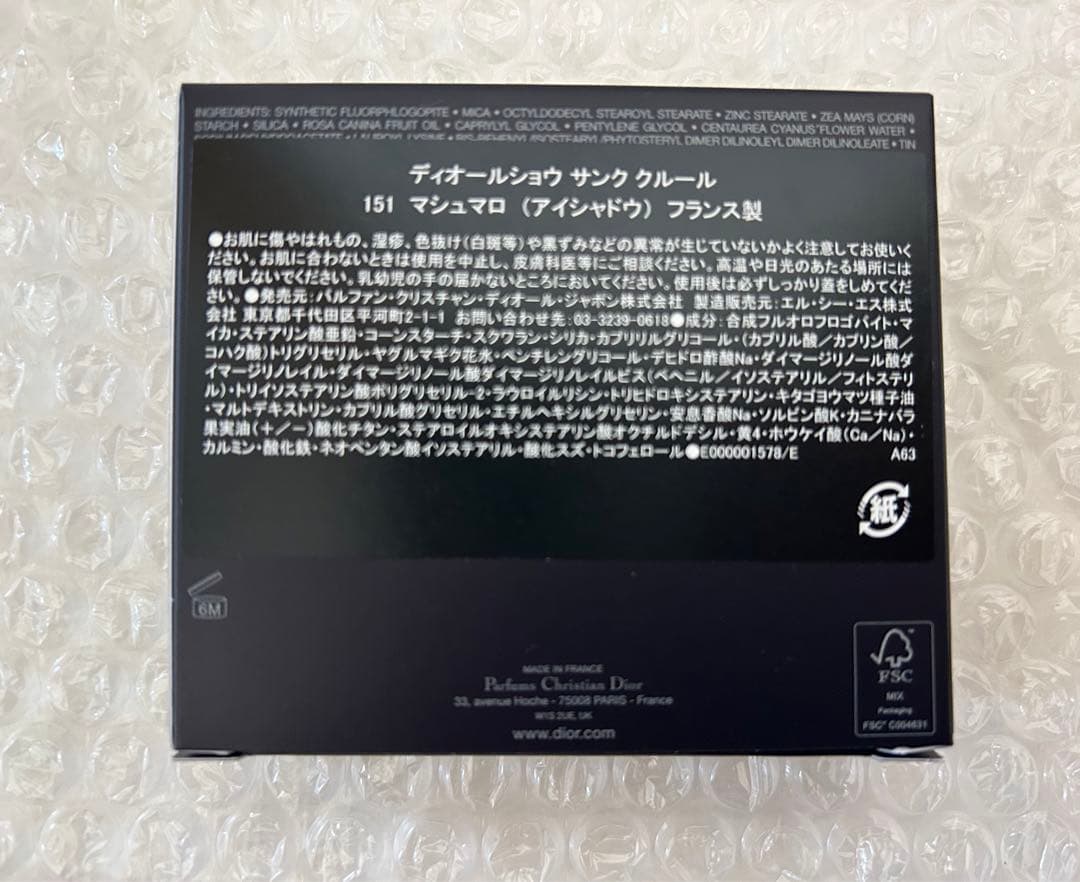 INGREDIENTS: SYNTHETIC FLUORPHLOGOPITE • MICA • OCTYLDODECYL STEAROYL STEARATE • ZINC STEARATE • ZEA MAYS (CORN)
STARCH • SILICA • ROSA CANINA FRUIT OIL • CAPRYLYL GLYCOL • PENTYLENE GLYCOL • CENTAUREA CYANUS FLOWER WATER •
BIS-BEHENYL/ISOSTEARYL/PHYTOSTERYL DIMER DILINOLEYL DIMER DILINOLEATE • TIN
ディオールショウ サンク クルール
151 マシュマロ (アイシャドウ) フランス製
●お肌に傷やはれもの、湿疹、色抜け(白斑等)や黒ずみなどの異常が生じていないかよく注意してお使いく
ださい。お肌に合わないときは使用を中止し、皮膚科医等にご相談ください。高温や日光のあたる場所には
保管しないでください。乳幼児の手の届かないところにおいてください。使用後は必ずしっかり蓋をしめてく
ださい。●発売元:パルファン・クリスチャン・ディオール・ジャポン株式会社 製造販売元:エル・シー・エス株式
会社 東京都千代田区平河町2-1-1 お問い合わせ先:03-3239-0618●成分:合成フルオロフロゴパイト・マ
イカ・ステアリン酸亜鉛・コーンスターチ・スクワラン・シリカ・カプリリルグリコール・(カプリル酸/カプリン酸/
コハク酸)トリグリセリル・ヤグルマギク花水・ペンチレングリコール・デヒドロ酢酸Na・ダイマージリノール酸ダ
イマージリノレイル・ダイマージリノール酸ダイマージリノレイルビス(ベヘニル/イソステアリル/フィトステリ
ル)・トリイソステアリン酸ポリグリセリル-2・ラウロイルリシン・トリヒドロキシステアリン・キタゴヨウマツ種子油
・マルトデキストリン・カプリル酸グリセリル・エチルヘキシルグリセリン・安息香酸Na・ソルビン酸K・カニナバラ
果実油(+/-)酸化チタン・ステアロイルオキシステアリン酸オクチルドデシル・黄4・ホウケイ酸(Ca/Na)・
カルミン・酸化鉄・ネオペンタン酸イソステアリル・酸化スズ・トコフェロール●E000001578/E A63
紙
6M
MADE IN FRANCE
Parfums Christian Dior
33, avenue Hoche - 75008 PARIS - France
W1S 2UE, UK
www.dior.com
FSC
MIX
Packaging
FSC® C004631